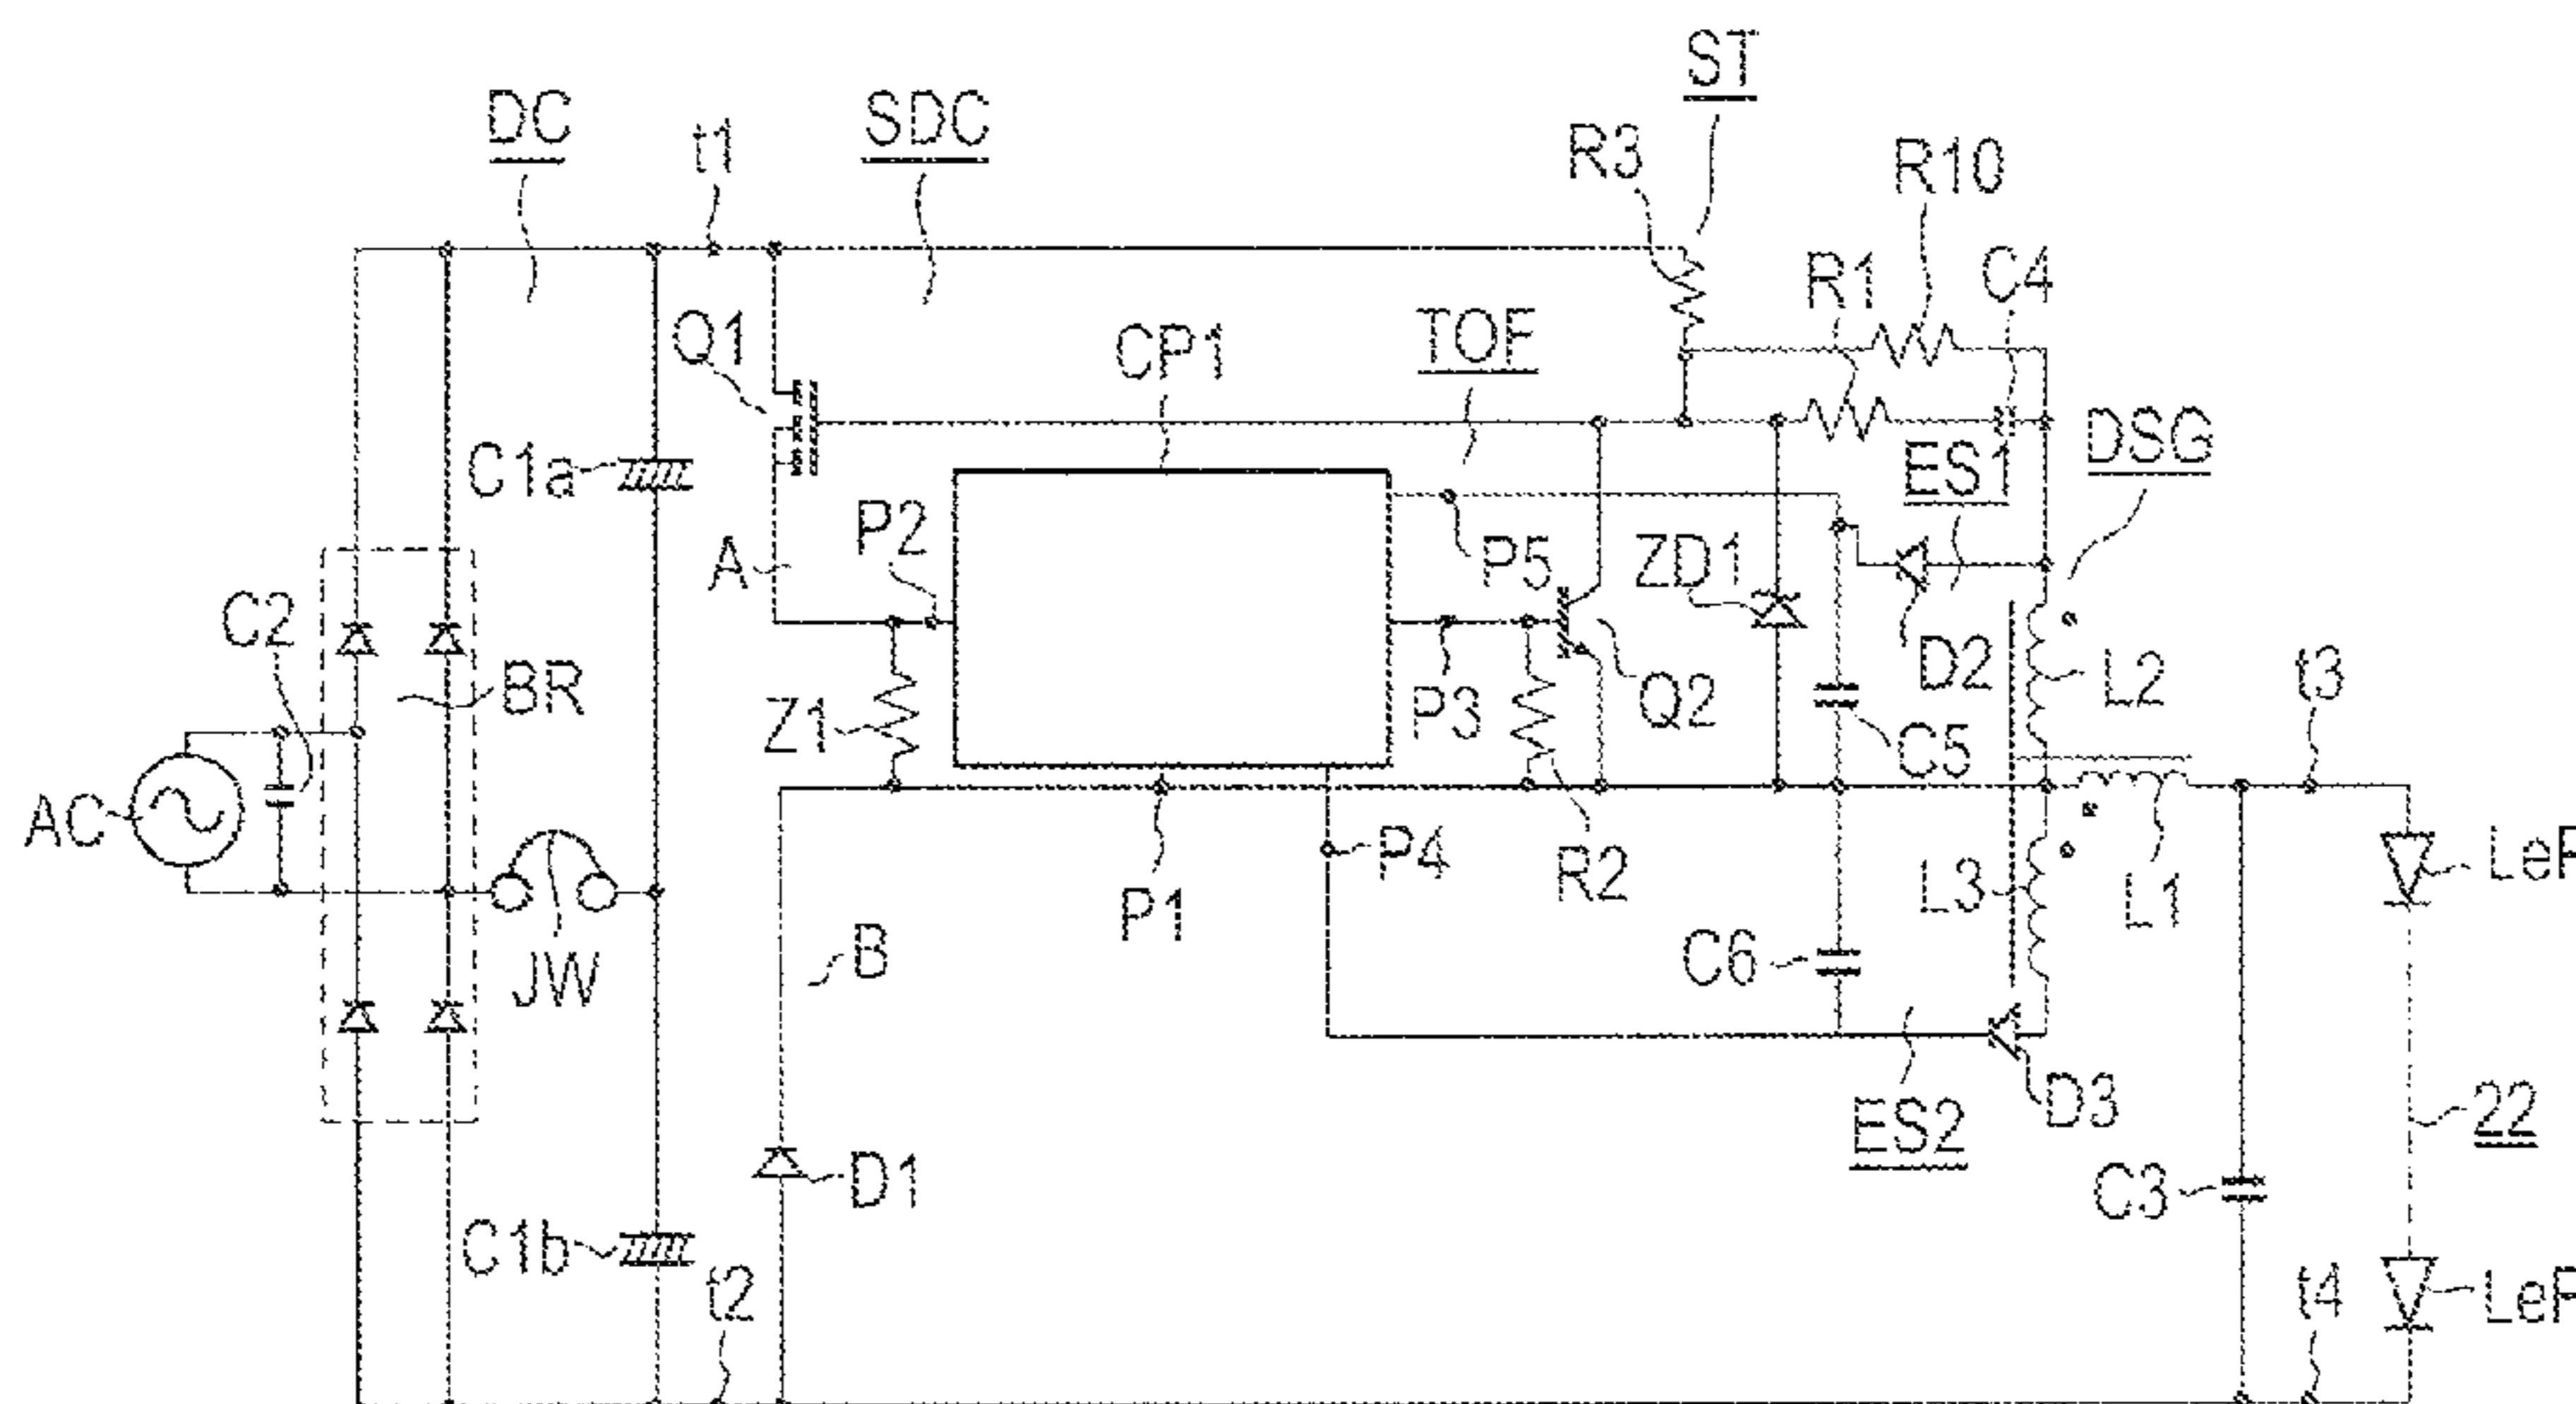 ST
DC
t1
SDC
R3
R10
R1
C4
Q1
CP1
TOF
C1a
ES1
DSG
P2
A
P5
ZD1
C2
BR
D2
L2
t3
Z1
P3
Q2
C5
AC
P4
R2
L3
L1
P1
JW
B
C6
D3
22
ES2
D1
C3
C1b
t2
t4